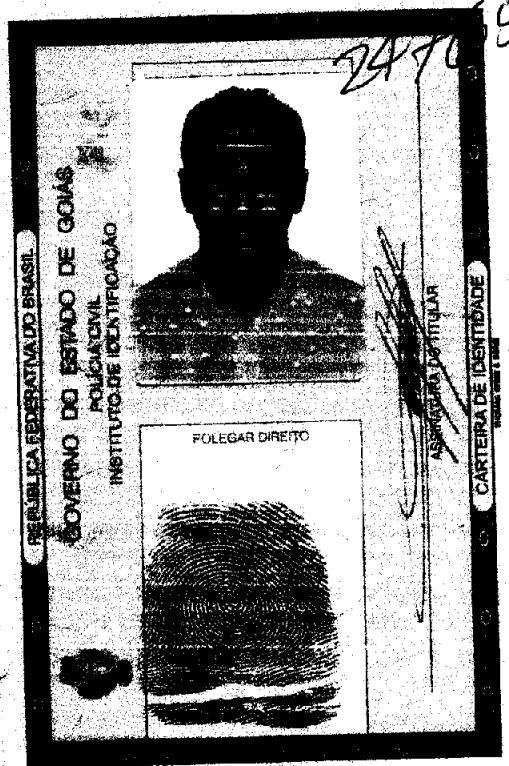 REPÚBLICA FEDERATIVA DO BRASIL
GOVERNO DO ESTADO DE GOIÁS
POLÍCIA CIVIL
INSTITUTO DE IDENTIFICAÇÃO
POLEGAR DIREITO
ASSINATURA DO TITULAR
CARTEIRA DE IDENTIDADE